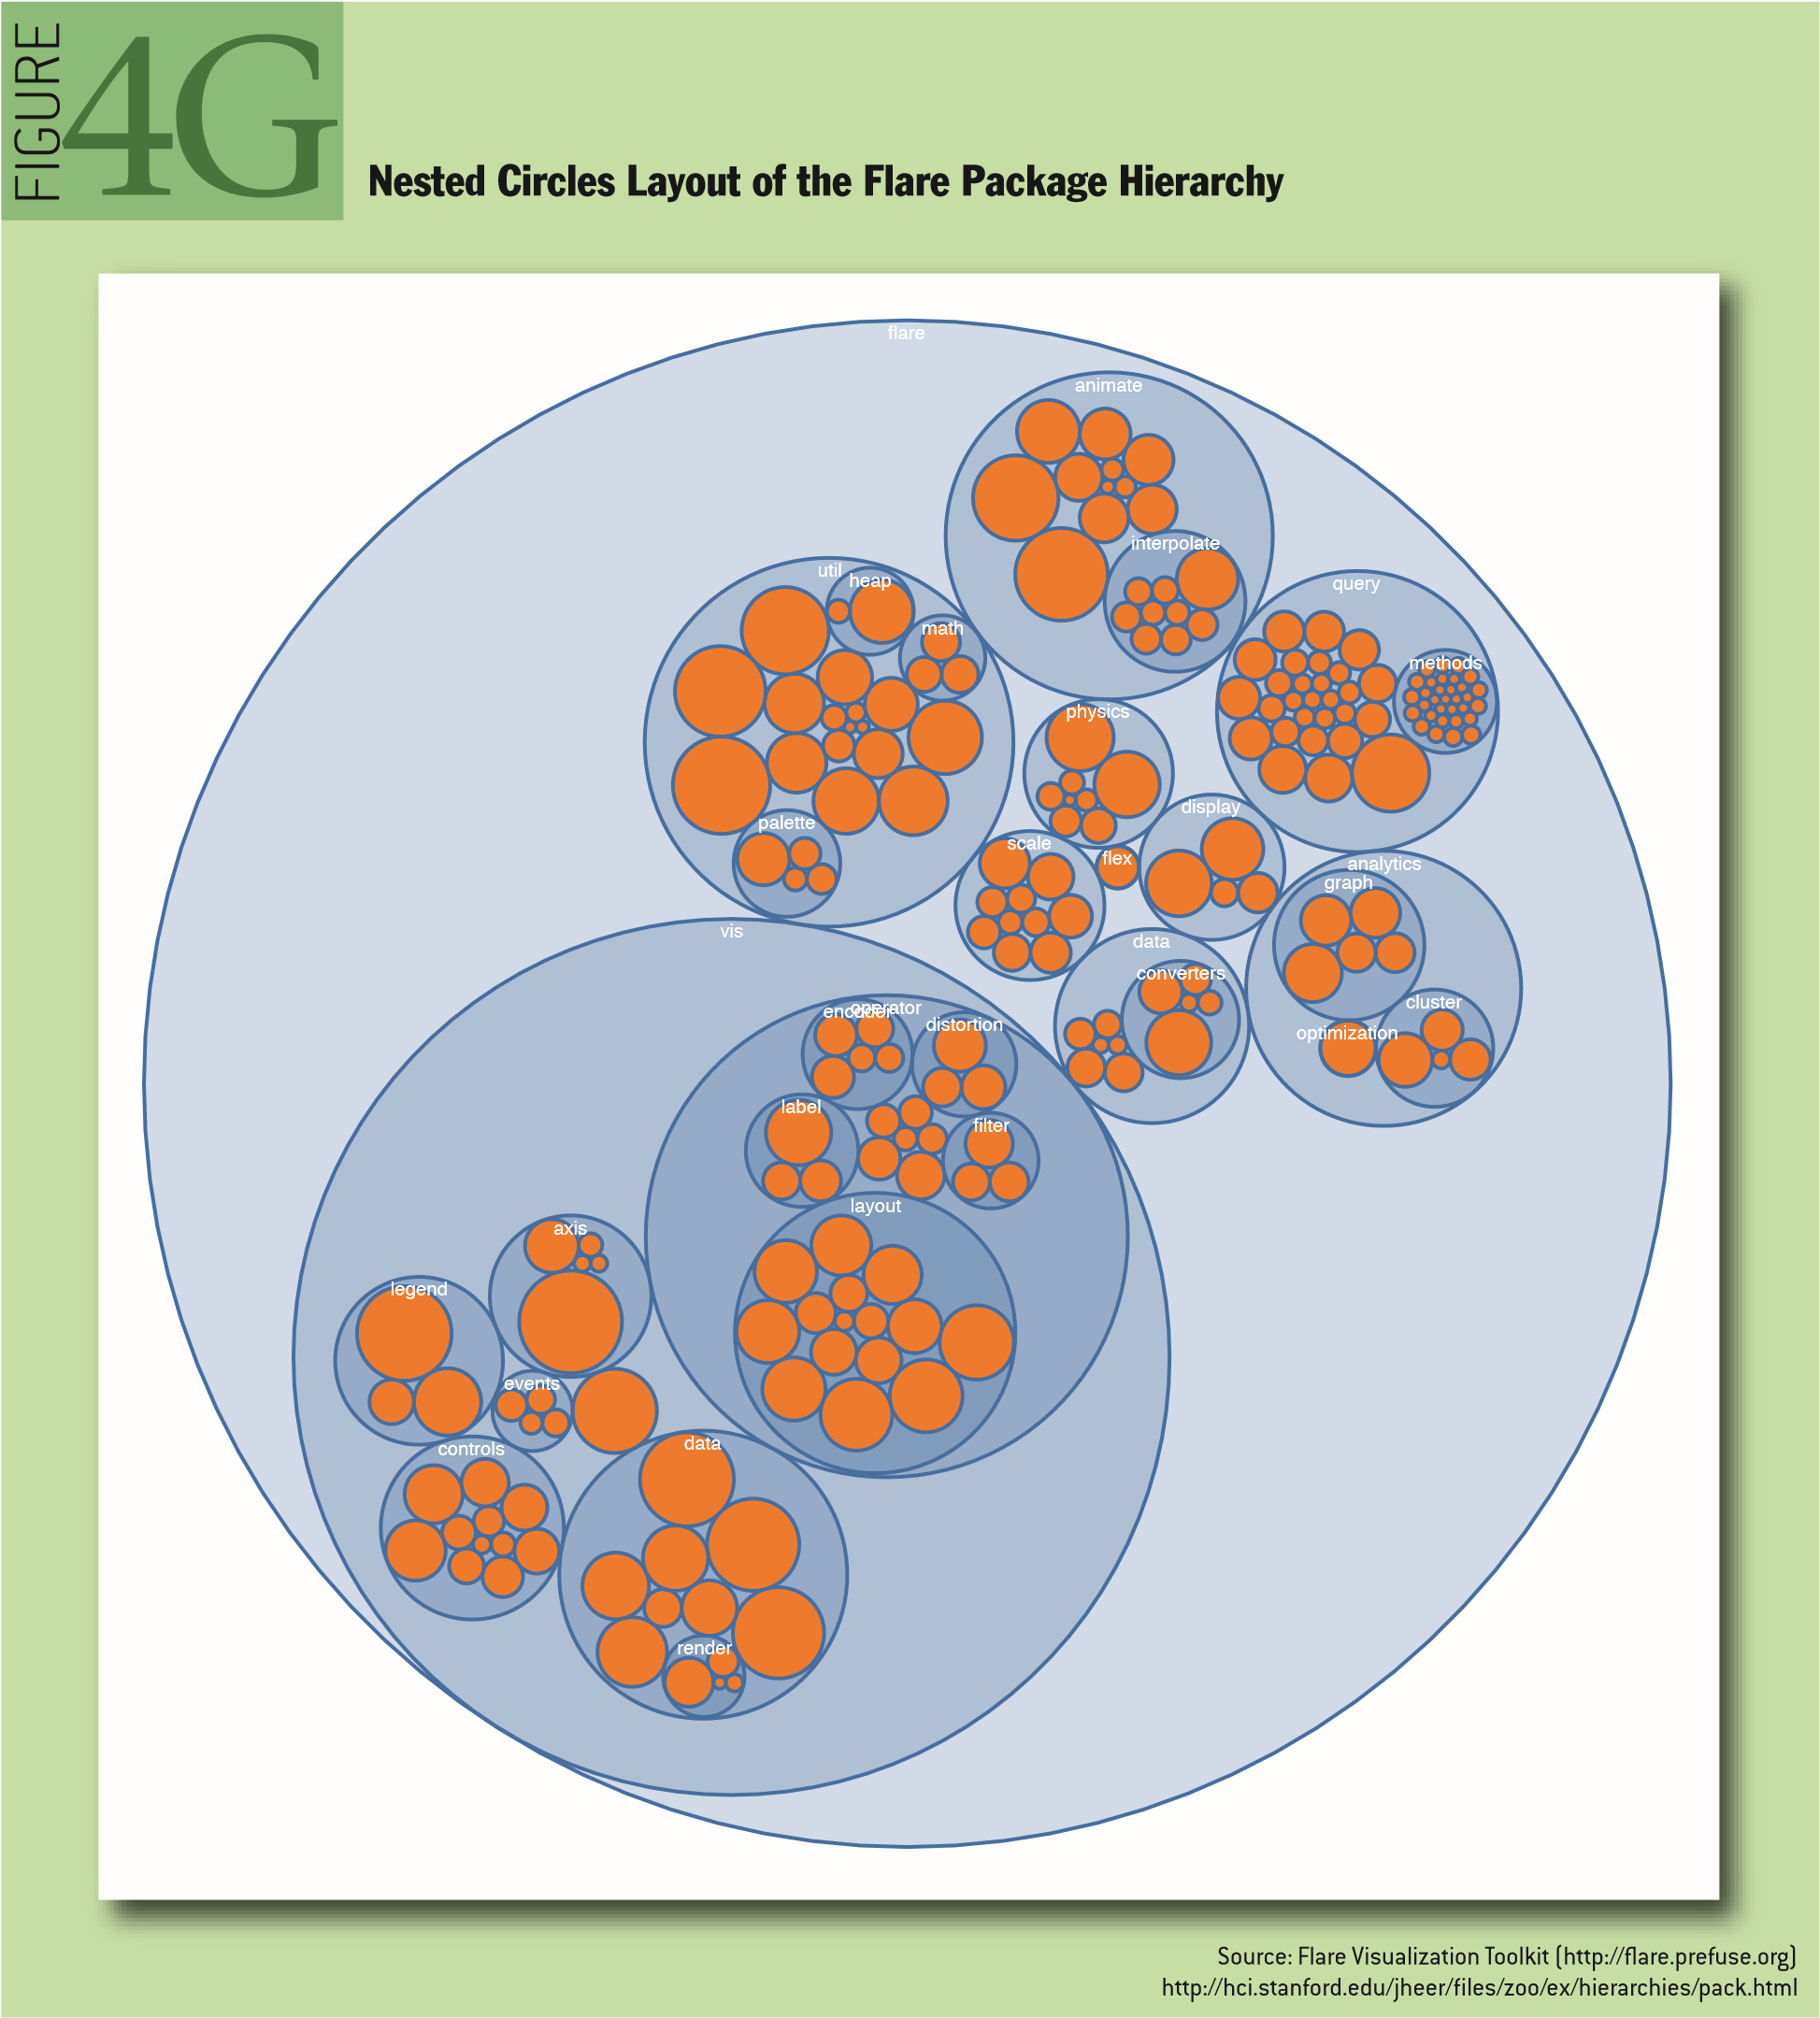 FIGURE
4G
Nested Circles Layout of the Flare Package Hierarchy
flare
animate
interpolate
util
heap
query
math
methods
physics
display
palette
scale
flex
analytics
graph
vis
data
converters
cluster
operator
encoder
distortion
optimization
label
filter
layout
axis
legend
events
controls
data
render
Source: Flare Visualization Toolkit (http://flare.prefuse.org)
http://hci.stanford.edu/jheer/files/zoo/ex/hierarchies/pack.html